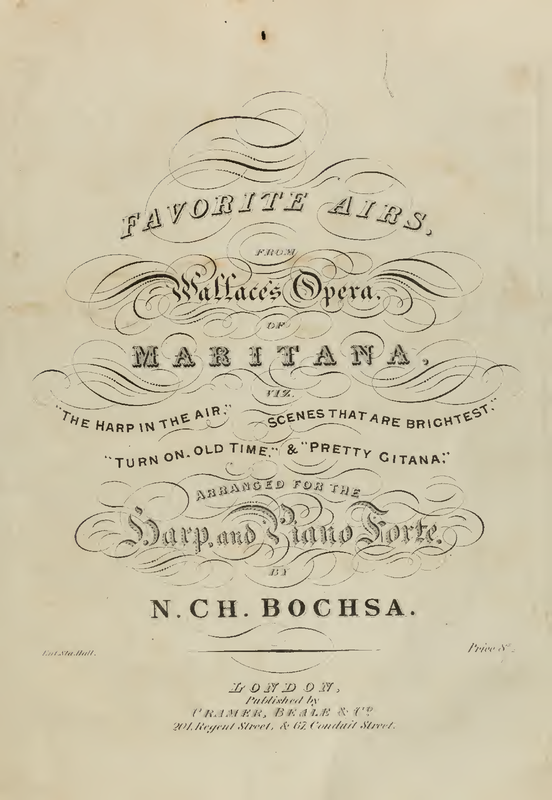 FAVORITE AIRS,
FROM
Wallace's Opera,
OF
MARITANA,
VIZ.
"THE HARP IN THE AIR." SCENES THAT ARE BRIGHTEST."
"TURN ON, OLD TIME," & "PRETTY GITANA;"
ARRANGED FOR THE
Harp, and Piano Forte,
BY
N. CH. BOCHSA.
Ent. Sta. Hall. Price
LONDON,
Published by
CRAMER, BEALE & Co.
201, Regent Street, & 67, Conduit Street.